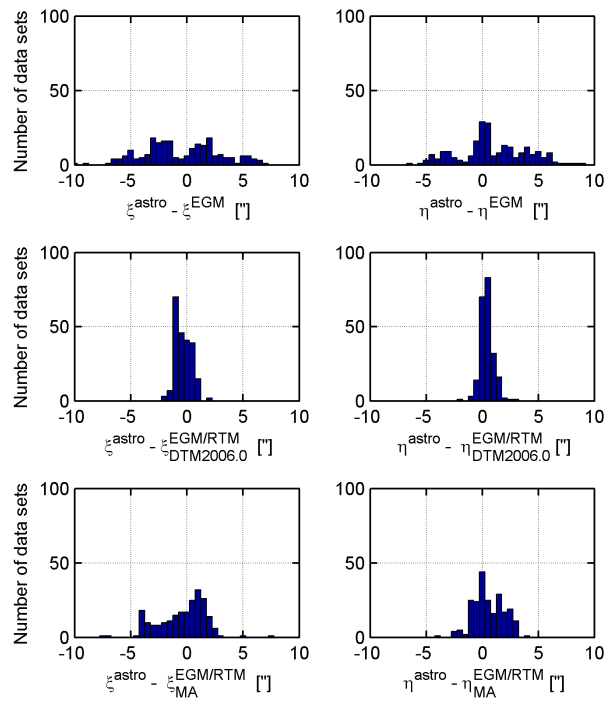 Number of data sets
100
50
0
-10 -5 0 5 10
ξ^astro - ξ^EGM ["]
100
50
0
-10 -5 0 5 10
η^astro - η^EGM ["]
Number of data sets
100
50
0
-10 -5 0 5 10
ξ^astro - ξ^EGM/RTM_DTM2006.0 ["]
100
50
0
-10 -5 0 5 10
η^astro - η^EGM/RTM_DTM2006.0 ["]
Number of data sets
100
50
0
-10 -5 0 5 10
ξ^astro - ξ^EGM/RTM_MA ["]
100
50
0
-10 -5 0 5 10
η^astro - η^EGM/RTM_MA ["]